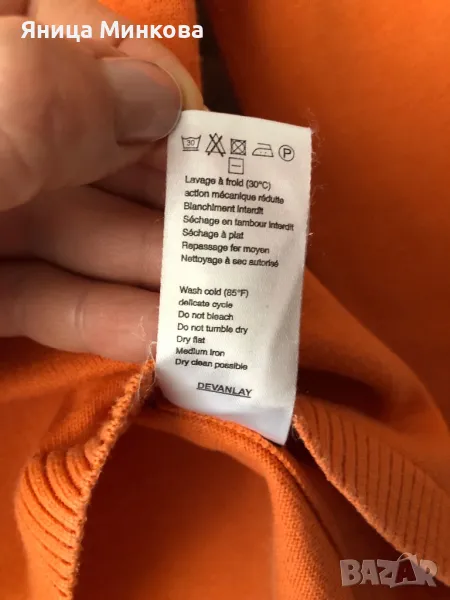 Яница Минкова
30
P
Lavage à froid (30°C)
action mécanique réduite
Blanchiment interdit
Séchage en tambour interdit
Séchage à plat
Repassage fer moyen
Nettoyage à sec autorisé
Wash cold (85°F)
delicate cycle
Do not bleach
Do not tumble dry
Dry flat
Medium iron
Dry clean possible
DEVANLAY
BAZAR